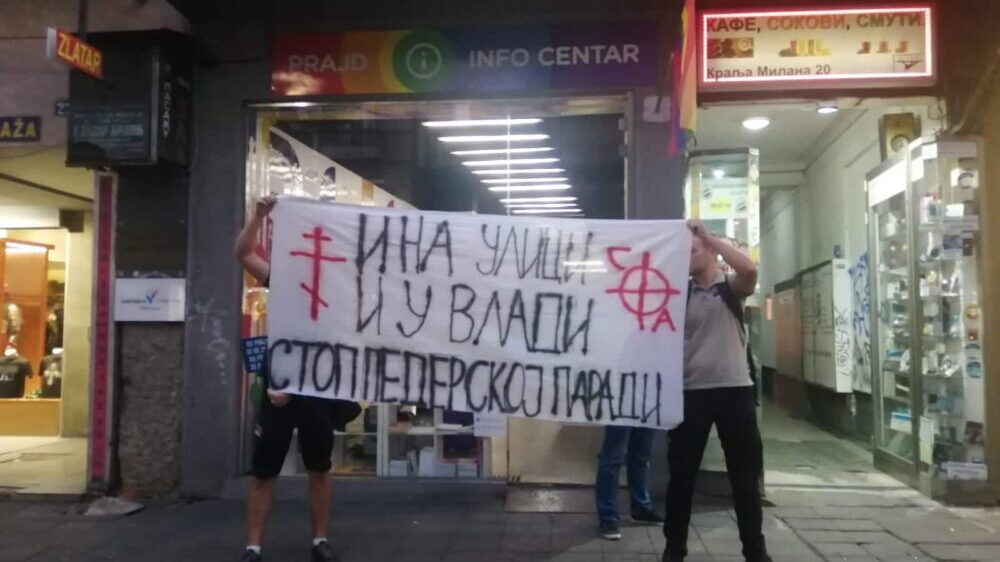 ZLATAR
PRAJD i INFO CENTAR
КАФЕ, СОКОВИ, СМУТИ
Краља Милана 20
И НА УЛИЦИ
И У ВЛАДИ
СТОП ПЕДЕРСКОЈ ПАРАДИ
С
Ф
А